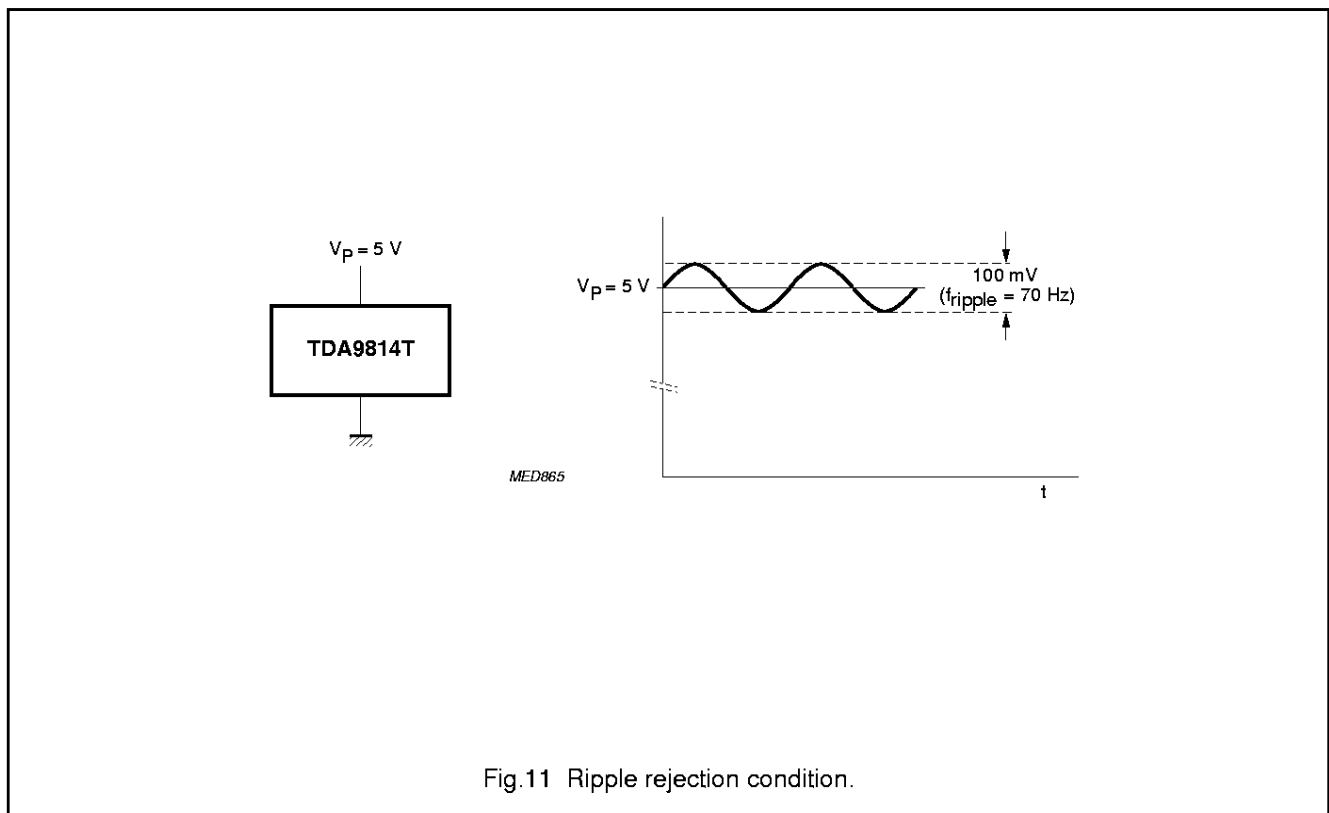 V_P = 5 V
TDA9814T
MED865
V_P = 5 V
100 mV
(f_ripple = 70 Hz)
t
Fig.11 Ripple rejection condition.